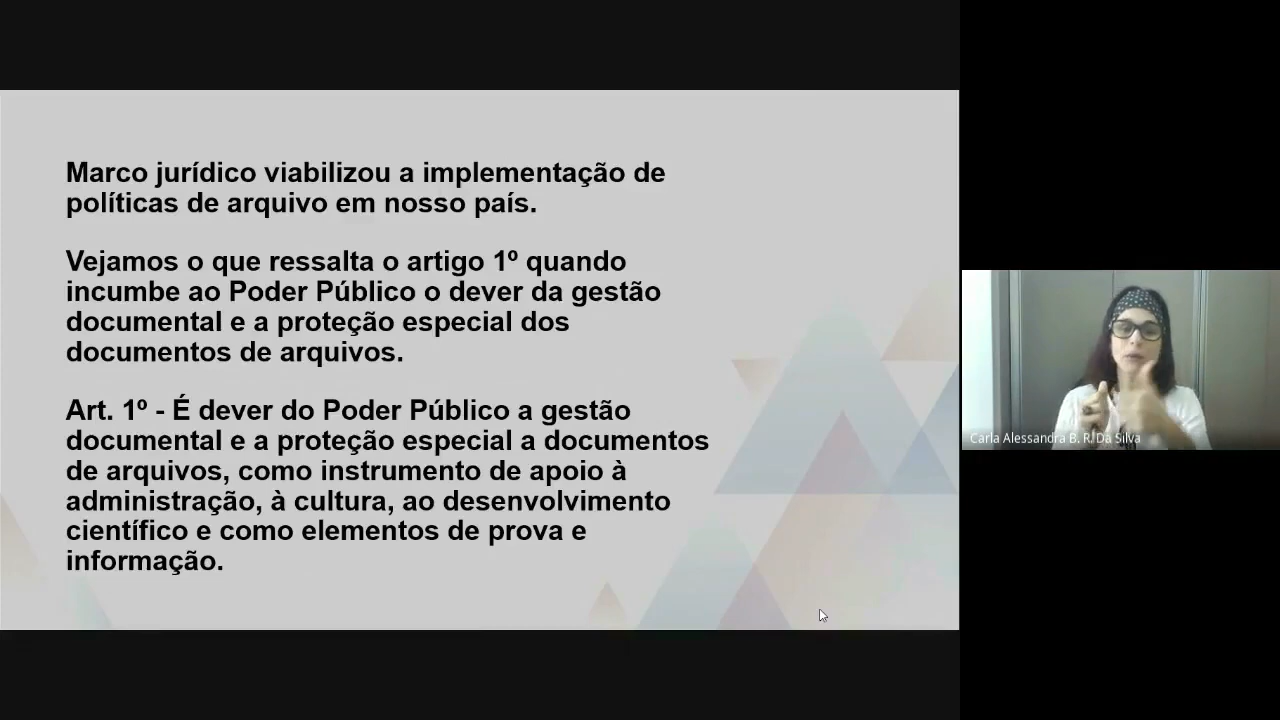 Marco jurídico viabilizou a implementação de
políticas de arquivo em nosso país.
Vejamos o que ressalta o artigo 1º quando
incumbe ao Poder Público o dever da gestão
documental e a proteção especial dos
documentos de arquivos.
Art. 1º - É dever do Poder Público a gestão
documental e a proteção especial a documentos
de arquivos, como instrumento de apoio à
administração, à cultura, ao desenvolvimento
científico e como elementos de prova e
informação.
Carla Alessandra B. R. Da Silva